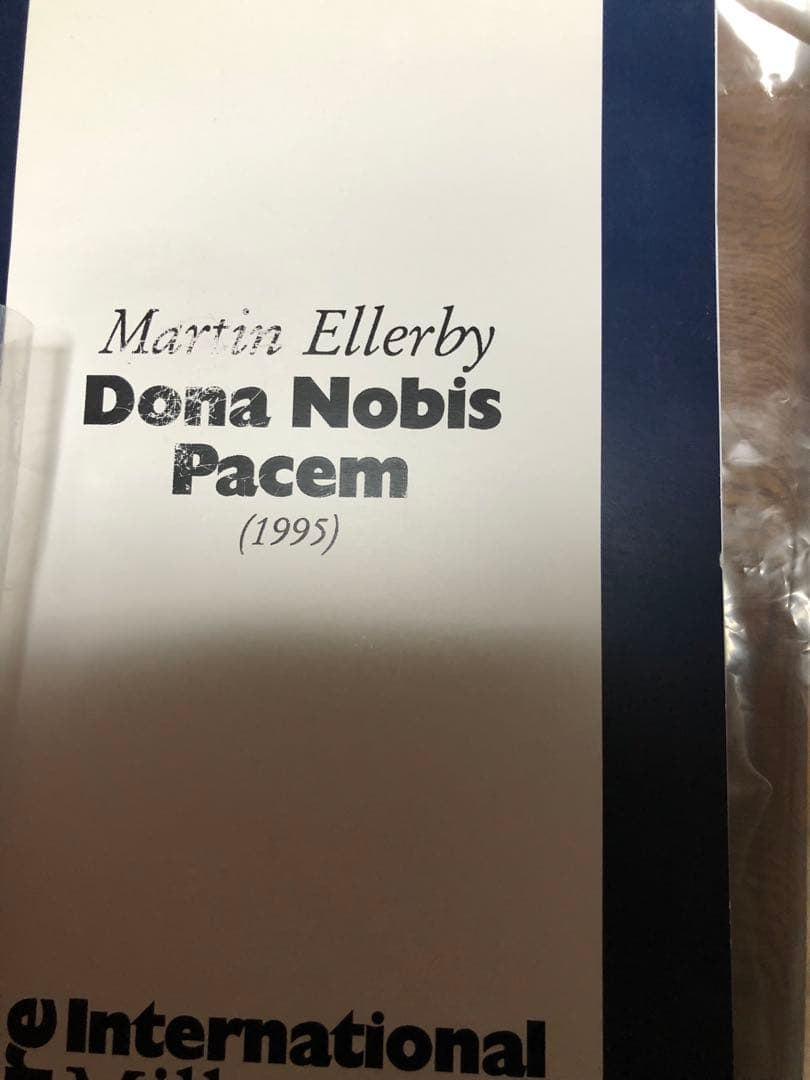 Martin Ellerby
Dona Nobis
Pacem
(1995)
International